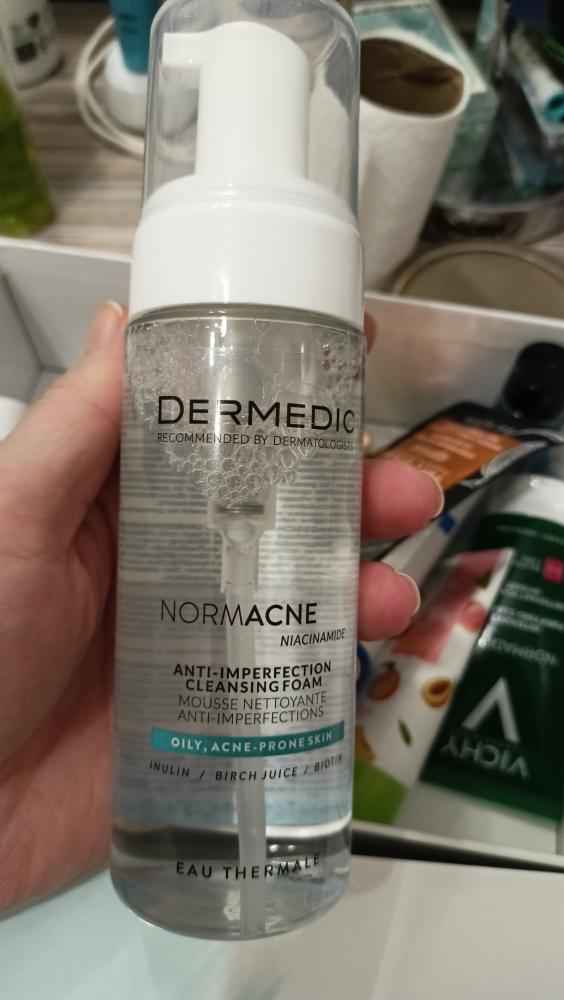 DERMEDIC
RECOMMENDED BY DERMATOLOGISTS
NORMACNE
NIACINAMIDE
ANTI-IMPERFECTION
CLEANSING FOAM
MOUSSE NETTOYANTE
ANTI-IMPERFECTIONS
OILY, ACNE-PRONE SKIN
INULIN / BIRCH JUICE / BIOTIN
EAU THERMALE
VICHY
NORMADERM